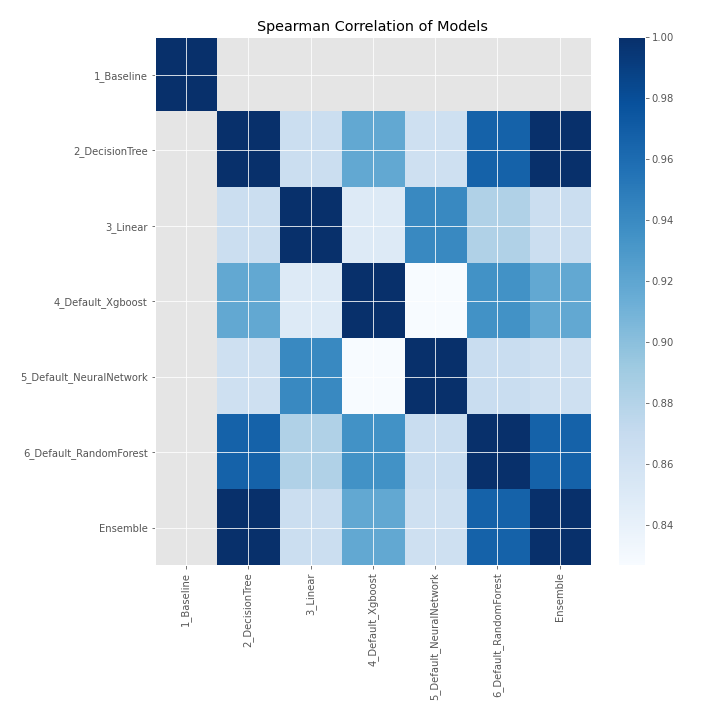 Spearman Correlation of Models
1_Baseline
2_DecisionTree
3_Linear
4_Default_Xgboost
5_Default_NeuralNetwork
6_Default_RandomForest
Ensemble
1_Baseline
2_DecisionTree
3_Linear
4_Default_Xgboost
5_Default_NeuralNetwork
6_Default_RandomForest
Ensemble
1.00
0.98
0.96
0.94
0.92
0.90
0.88
0.86
0.84